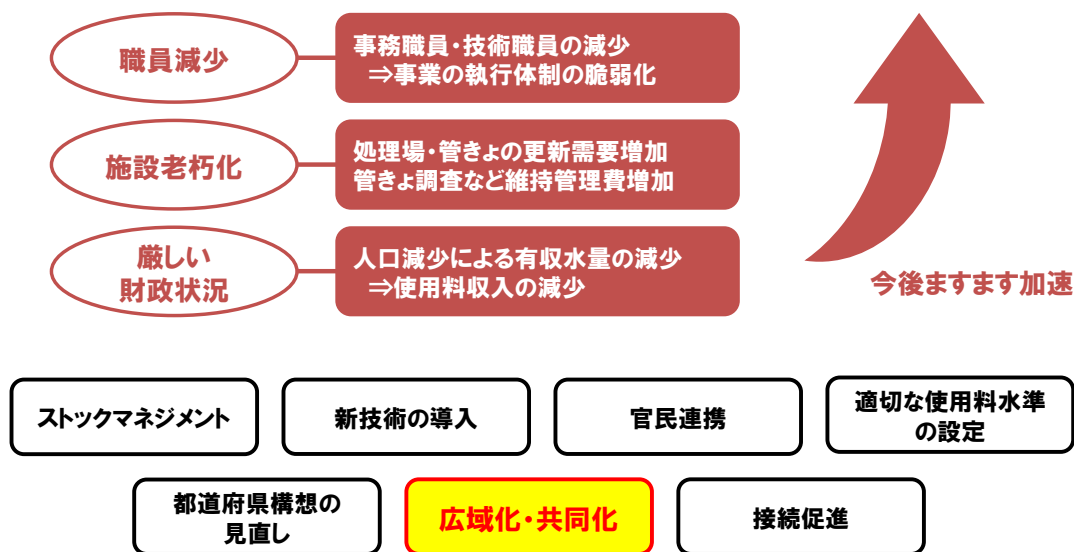 職員減少
事務職員・技術職員の減少
⇒事業の執行体制の脆弱化
施設老朽化
処理場・管きょの更新需要増加
管きょ調査など維持管理費増加
厳しい
財政状況
人口減少による有収水量の減少
⇒使用料収入の減少
今後ますます加速
ストックマネジメント
新技術の導入
官民連携
適切な使用料水準
の設定
都道府県構想の
見直し
広域化・共同化
接続促進